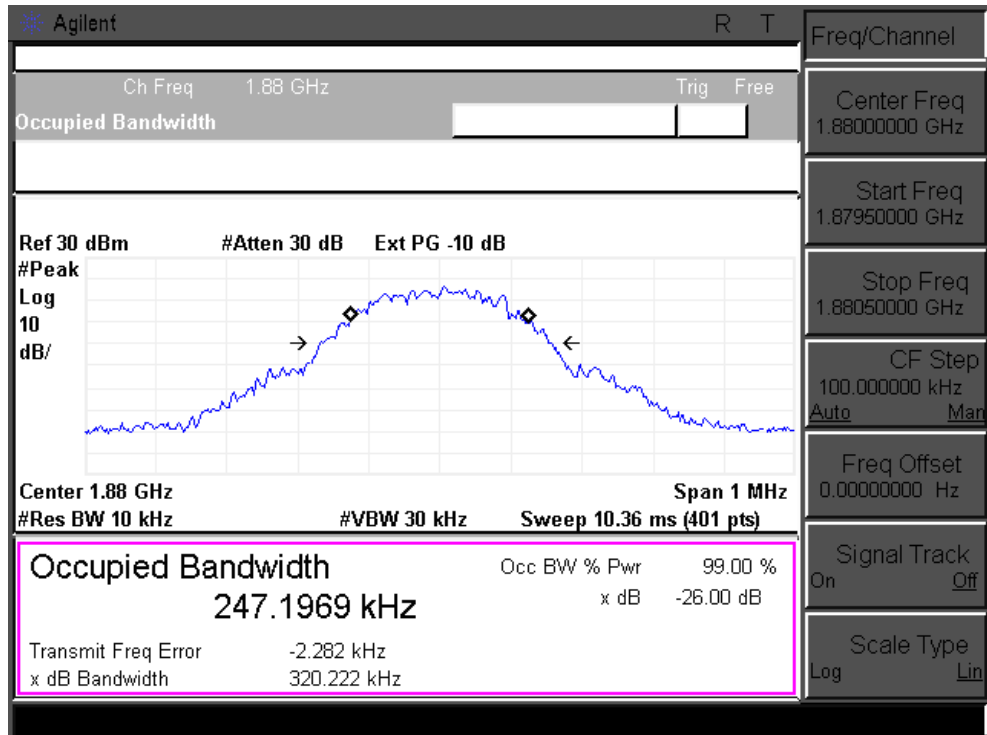 Agilent R T
Ch Freq 1.88 GHz Trig Free
Occupied Bandwidth
Ref 30 dBm #Atten 30 dB Ext PG -10 dB
#Peak
Log
10
dB/
Center 1.88 GHz Span 1 MHz
#Res BW 10 kHz #VBW 30 kHz Sweep 10.36 ms (401 pts)
Occupied Bandwidth
247.1969 kHz
Occ BW % Pwr 99.00 %
x dB -26.00 dB
Transmit Freq Error -2.282 kHz
x dB Bandwidth 320.222 kHz
Freq/Channel
Center Freq
1.88000000 GHz
Start Freq
1.87950000 GHz
Stop Freq
1.88050000 GHz
CF Step
100.000000 kHz
Auto Man
Freq Offset
0.00000000 Hz
Signal Track
On Off
Scale Type
Log Lin